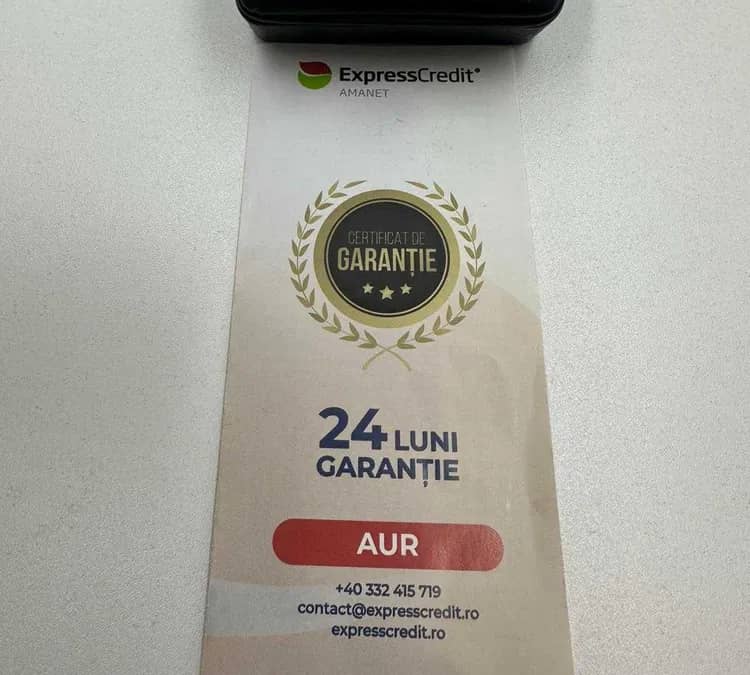 ExpressCredit®
AMANET
CERTIFICAT DE
GARANȚIE
24 LUNI
GARANȚIE
AUR
+40 332 415 719
contact@expresscredit.ro
expresscredit.ro